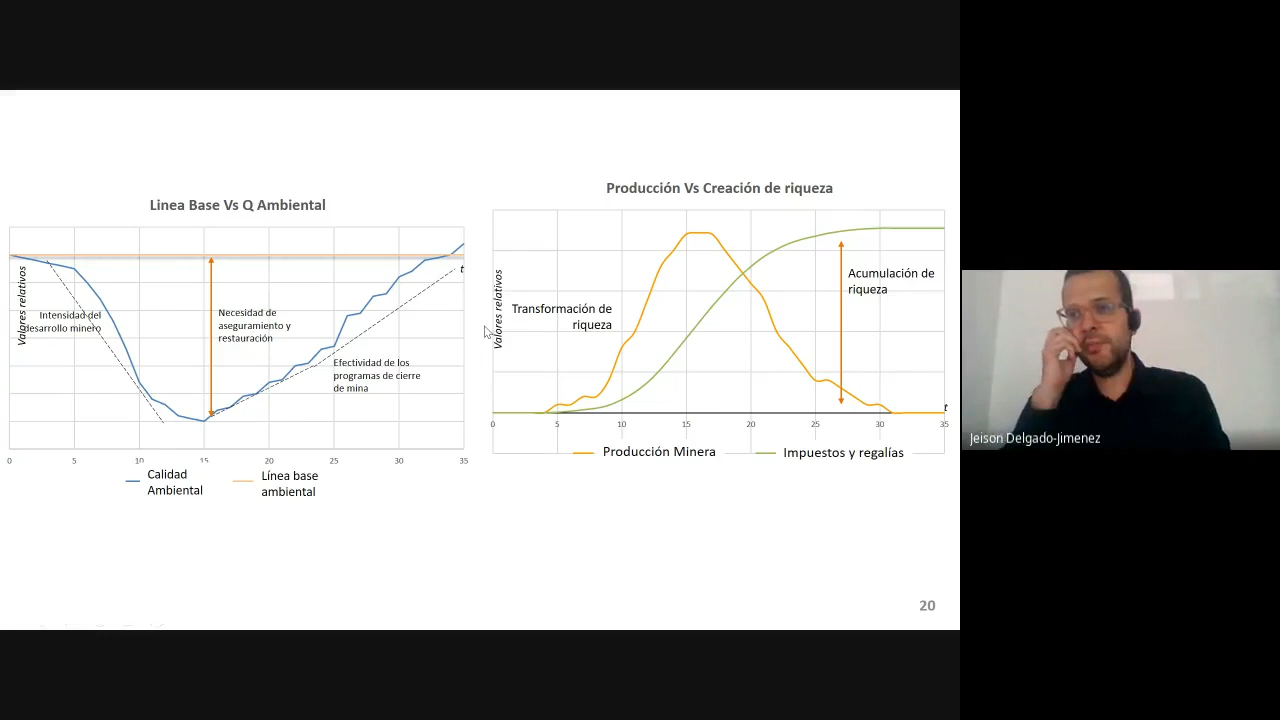 Linea Base Vs Q Ambiental
Valores relativos
Intensidad del
desarrollo minero
Necesidad de
aseguramiento y
restauración
Efectividad de los
programas de cierre
de mina
t
0 5 10 15 20 25 30 35
Calidad
Ambiental
Línea base
ambiental
Producción Vs Creación de riqueza
Valores relativos
Transformación de
riqueza
Acumulación de
riqueza
t
0 5 10 15 20 25 30 35
Producción Minera
Impuestos y regalías
20
Jeison Delgado-Jimenez